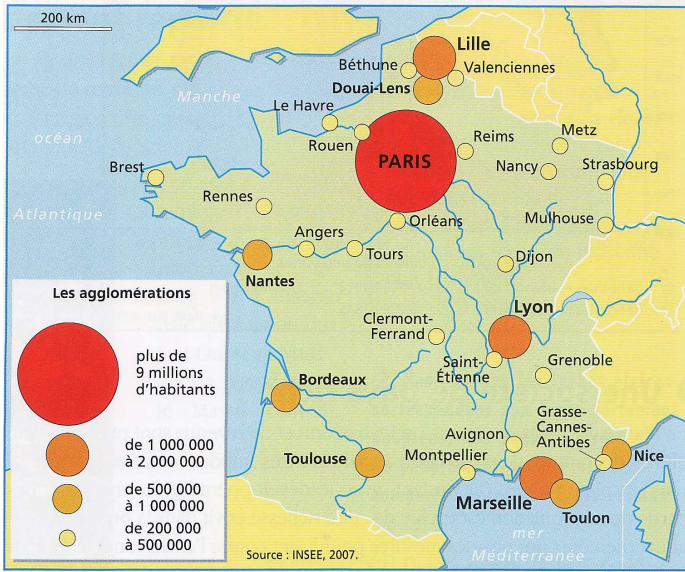 200 km
Lille
Béthune
Valenciennes
Douai-Lens
Manche
Le Havre
océan
Rouen
Reims
Metz
PARIS
Nancy
Strasbourg
Brest
Rennes
Atlantique
Orléans
Mulhouse
Angers
Tours
Dijon
Nantes
Les agglomérations
Lyon
Clermont-
Ferrand
plus de
9 millions
d'habitants
Saint-
Étienne
Grenoble
Bordeaux
Grasse-
Cannes-
Antibes
de 1 000 000
à 2 000 000
Avignon
Toulouse
Montpellier
Nice
de 500 000
à 1 000 000
Marseille
Toulon
de 200 000
à 500 000
mer
Méditerranée
Source : INSEE, 2007.